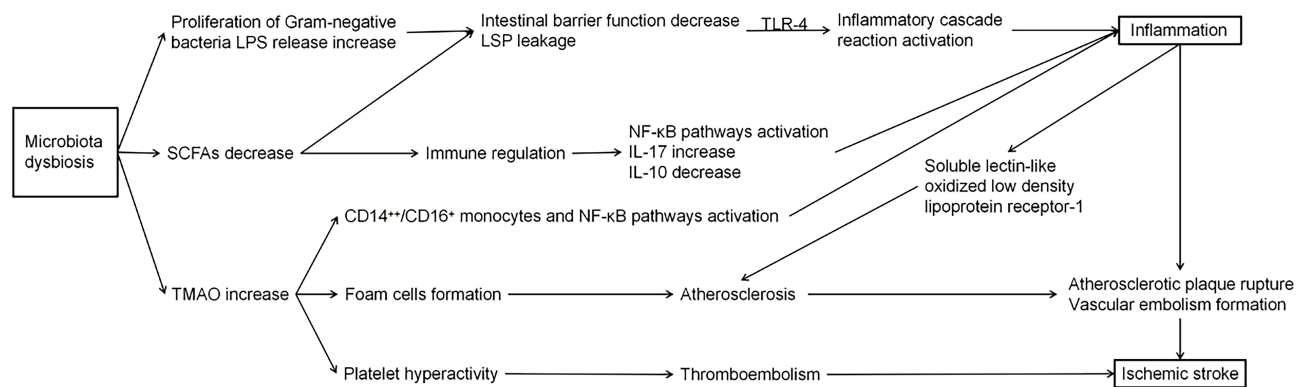 Proliferation of Gram-negative
bacteria LPS release increase
Intestinal barrier function decrease
LSP leakage
TLR-4
Inflammatory cascade
reaction activation
Inflammation
Microbiota
dysbiosis
SCFAs decrease
Immune regulation
NF-κB pathways activation
IL-17 increase
IL-10 decrease
Soluble lectin-like
oxidized low density
lipoprotein receptor-1
CD14⁺⁺/CD16⁺ monocytes and NF-κB pathways activation
TMAO increase
Foam cells formation
Atherosclerosis
Atherosclerotic plaque rupture
Vascular embolism formation
Platelet hyperactivity
Thromboembolism
Ischemic stroke